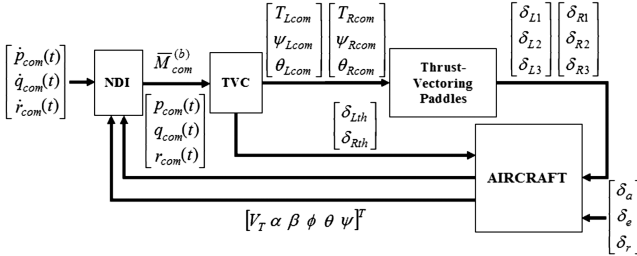 [ṗ_com(t) q̇_com(t) ṙ_com(t)]
NDI
M̅_com^(b)
[p_com(t) q_com(t) r_com(t)]
TVC
[T_Lcom ψ_Lcom θ_Lcom] [T_Rcom ψ_Rcom θ_Rcom]
[δ_Lth δ_Rth]
Thrust-
Vectoring
Paddles
[δ_L1 δ_L2 δ_L3] [δ_R1 δ_R2 δ_R3]
AIRCRAFT
[δ_a δ_e δ_r]
[V_T α β ϕ θ ψ]^T